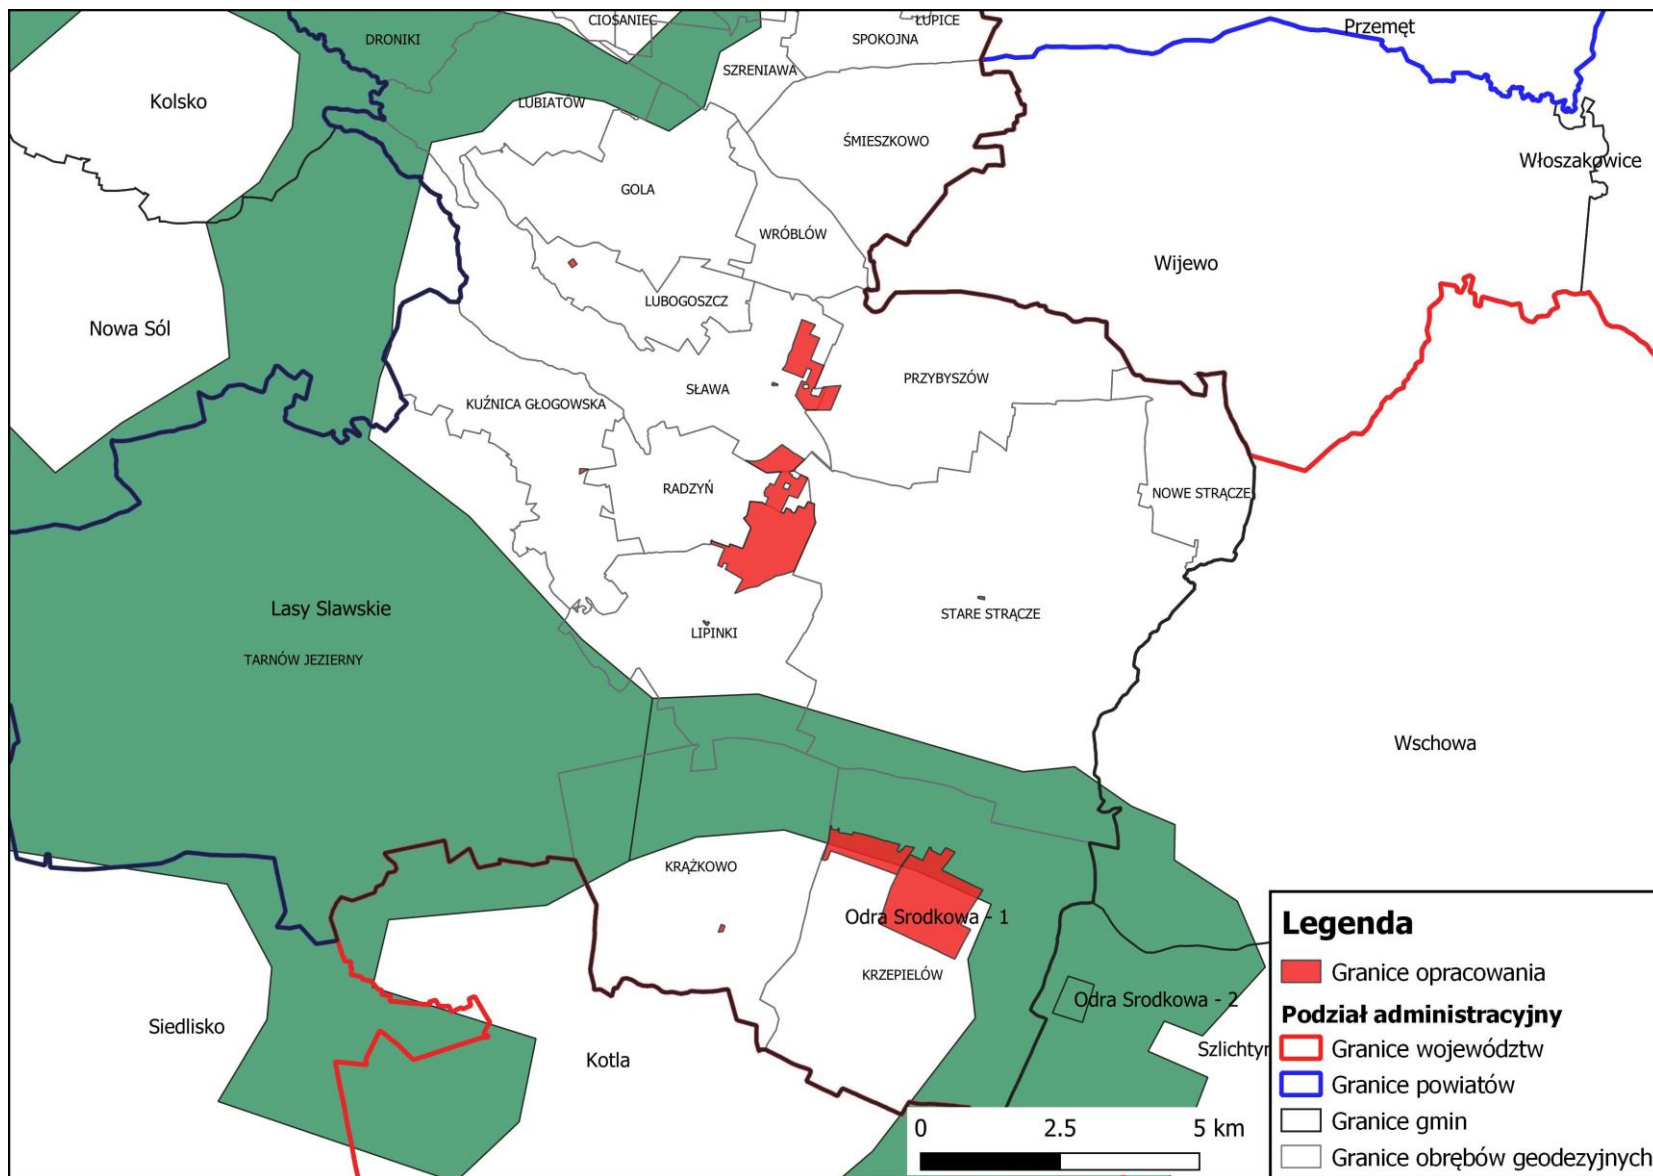 CIOSANIEC
ŁUPICE
DRONIKI
SPOKOJNA
Przemęt
SZRENIAWA
Kolsko
LUBIATÓW
ŚMIESZKOWO
Włoszakowice
GOLA
WRÓBLÓW
Wijewo
LUBOGOSZCZ
Nowa Sól
PRZYBYSZÓW
SŁAWA
KUŹNICA GŁOGOWSKA
RADZYŃ
NOWE STRĄCZE
Lasy Slawskie
STARE STRĄCZE
LIPINKI
TARNÓW JEZIERNY
Wschowa
KRĄŻKOWO
Odra Srodkowa - 1
KRZEPIELÓW
Odra Srodkowa - 2
Siedlisko
Kotla
Szlichtyn
Legenda
Granice opracowania
Podział administracyjny
Granice województw
Granice powiatów
Granice gmin
Granice obrębów geodezyjnych
0 2.5 5 km